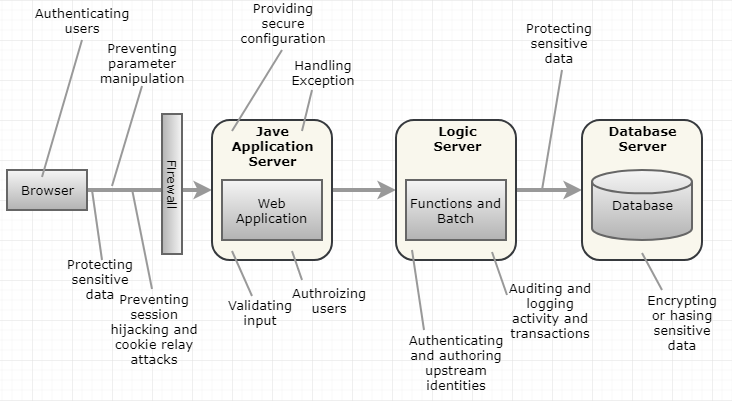 Authenticating
users
Preventing
parameter
manipulation
Providing
secure
configuration
Handling
Exception
Protecting
sensitive
data
Browser
Firewall
Jave
Application
Server
Web
Application
Logic
Server
Functions and
Batch
Database
Server
Database
Protecting
sensitive
data
Preventing
session
hijacking and
cookie relay
attacks
Validating
input
Authroizing
users
Authenticating
and authoring
upstream
identities
Auditing and
logging
activity and
transactions
Encrypting
or hasing
sensitive
data